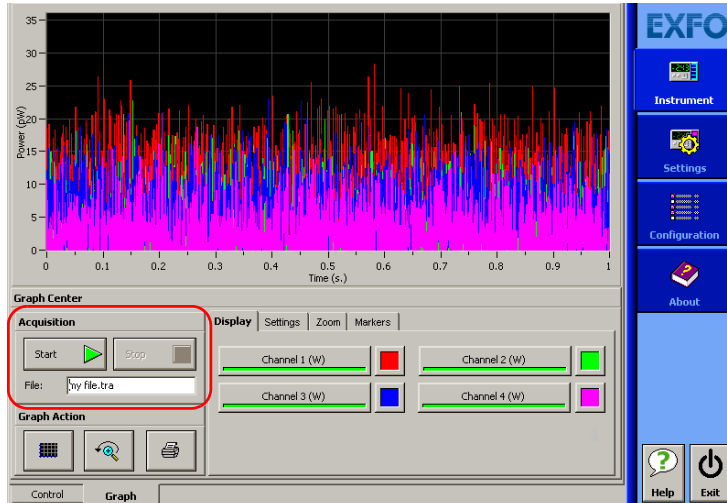 35
30
25
20
15
10
5
0
Power (pW)
0 0.1 0.2 0.3 0.4 0.5 0.6 0.7 0.8 0.9 1
Time (s.)
Graph Center
Acquisition
Start Stop
File: my file.tra
Graph Action
Display Settings Zoom Markers
Channel 1 (W) Channel 2 (W)
Channel 3 (W) Channel 4 (W)
Control Graph
EXFO
Instrument
Settings
Configuration
About
Help Exit